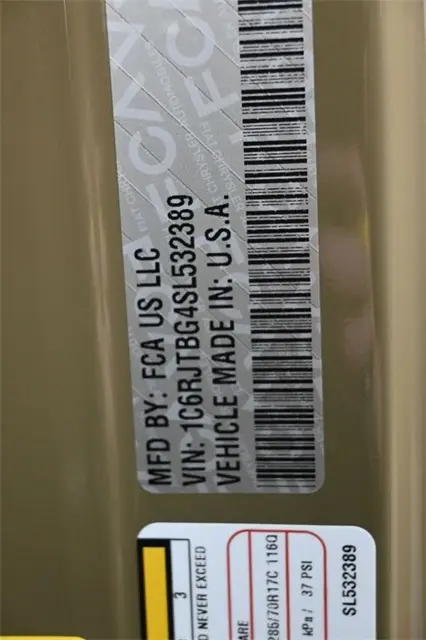 MFD BY: FCA US LLC
VIN: 1C6RJTBG4SL532389
VEHICLE MADE IN: U.S.A.
3
NEVER EXCEED
285/70R17C 116Q
kPa / 37 PSI
SL532389